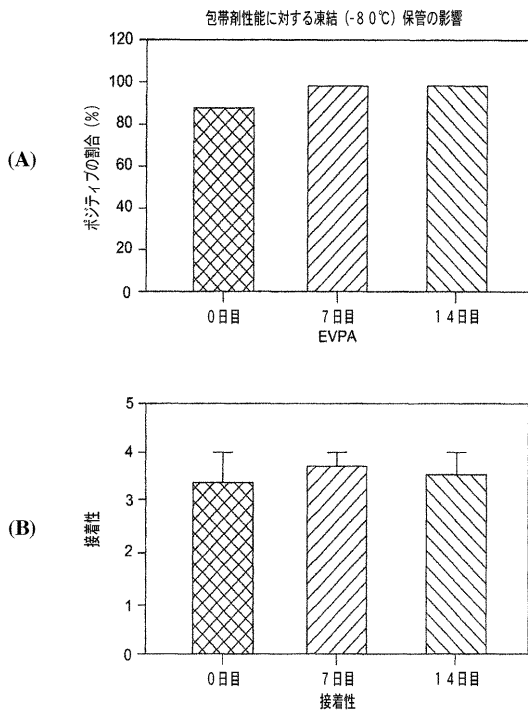 包帯剤性能に対する凍結（-80℃）保管の影響
(A)
ポジティブの割合（%）
120
100
80
60
40
20
0
0日目
7日目
14日目
EVPA
(B)
接着性
5
4
3
2
1
0
0日目
7日目
14日目
接着性